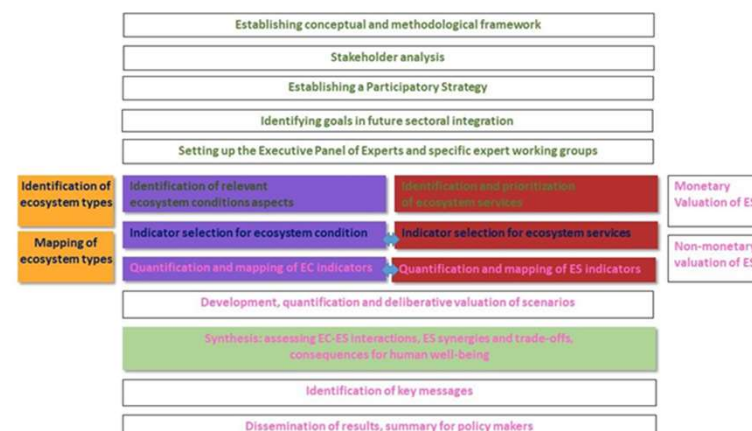 Establishing conceptual and methodological framework
Stakeholder analysis
Establishing a Participatory Strategy
Identifying goals in future sectoral integration
Setting up the Executive Panel of Experts and specific expert working groups
Identification of
ecosystem types
Identification of relevant
ecosystem conditions aspects
Identification and prioritization
of ecosystem services
Monetary
Valuation of ES
Mapping of
ecosystem types
Indicator selection for ecosystem condition
Indicator selection for ecosystem services
Non-monetary
valuation of ES
Quantification and mapping of EC indicators
Quantification and mapping of ES indicators
Development, quantification and deliberative valuation of scenarios
Synthesis: assessing EC-ES interactions, ES synergies and trade-offs,
consequences for human well-being
Identification of key messages
Dissemination of results, summary for policy makers